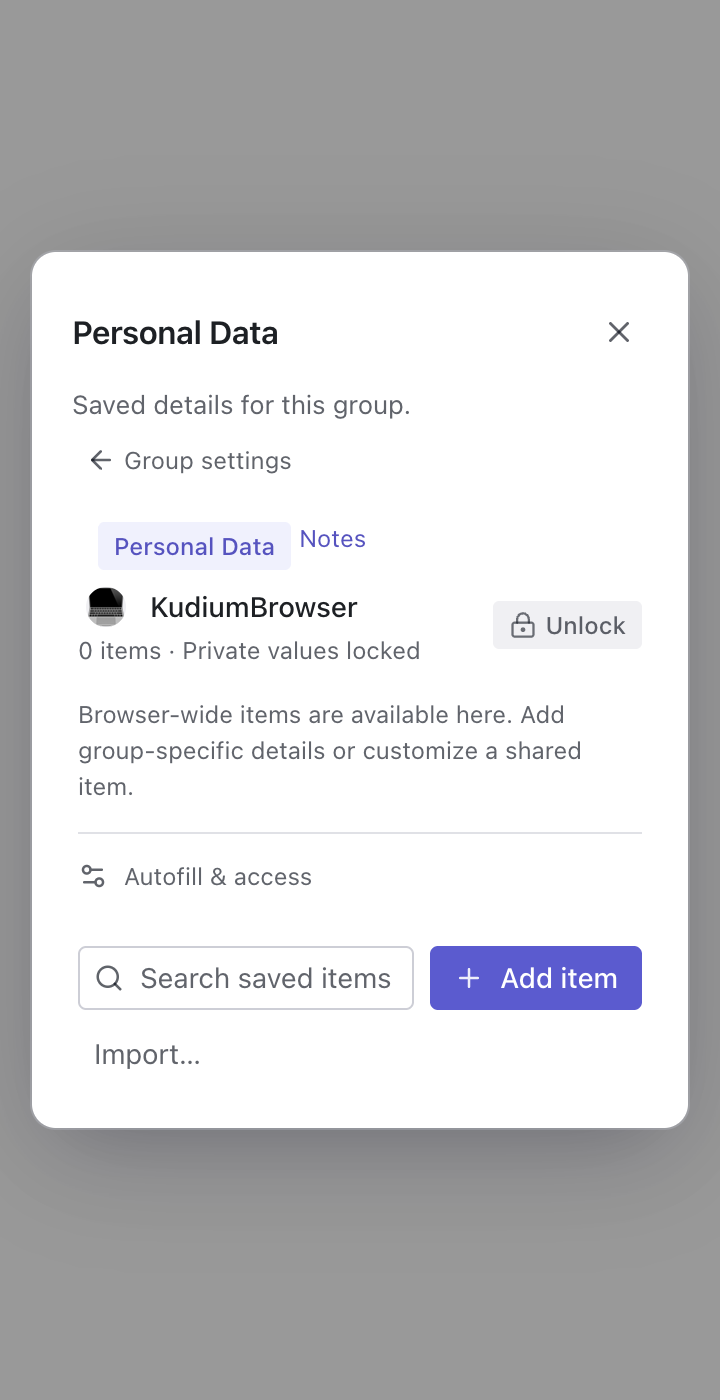 Personal Data
Saved details for this group.
Group settings
Personal Data
Notes
KudiumBrowser
Unlock
0 items · Private values locked
Browser-wide items are available here. Add
group-specific details or customize a shared
item.
Autofill & access
Search saved items
Add item
Import...